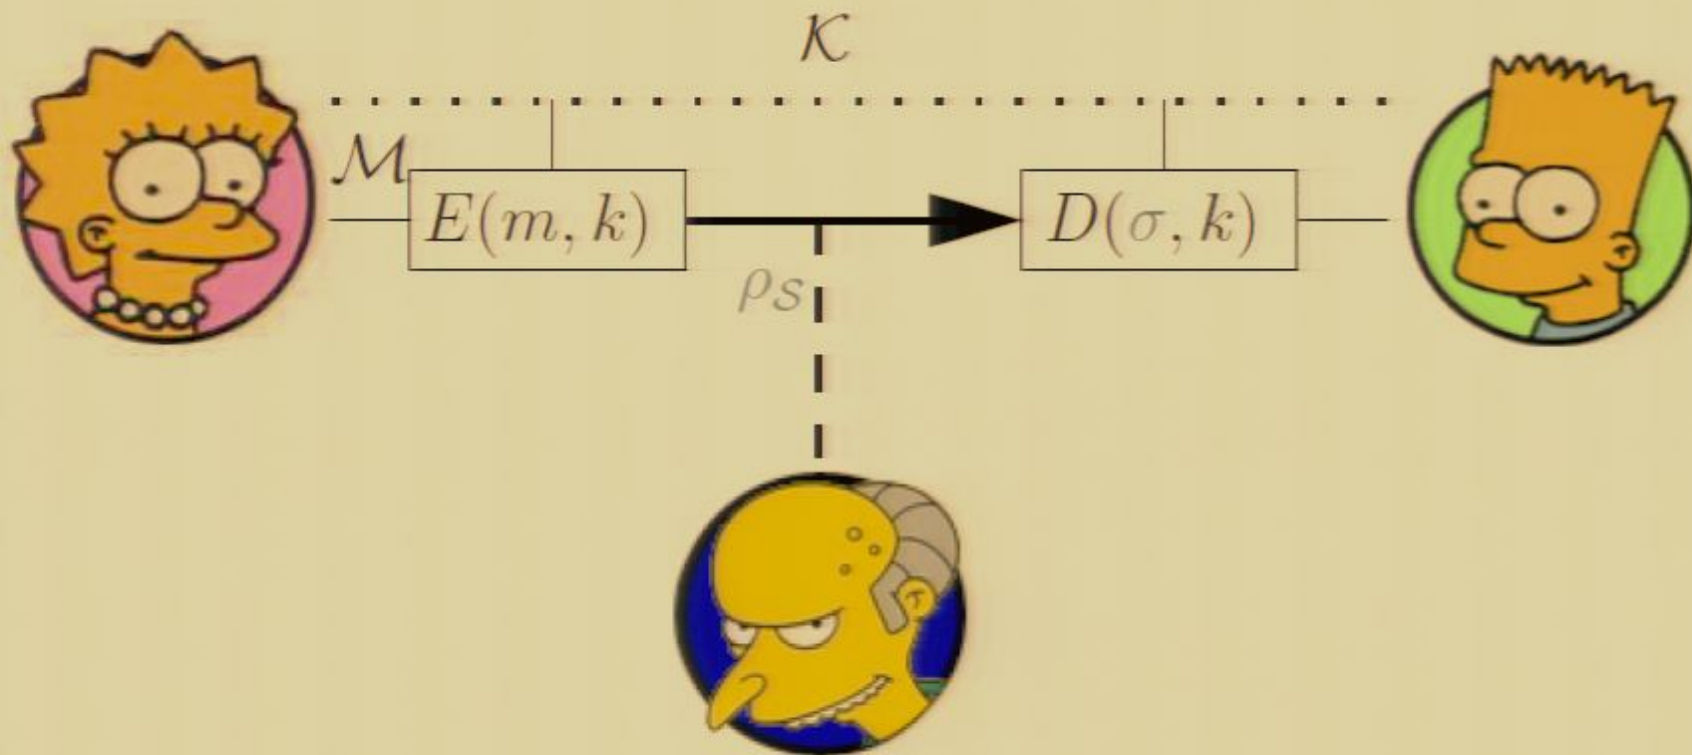 𝒦
ℳ
E(m, k)
D(σ, k)
ρ𝒮